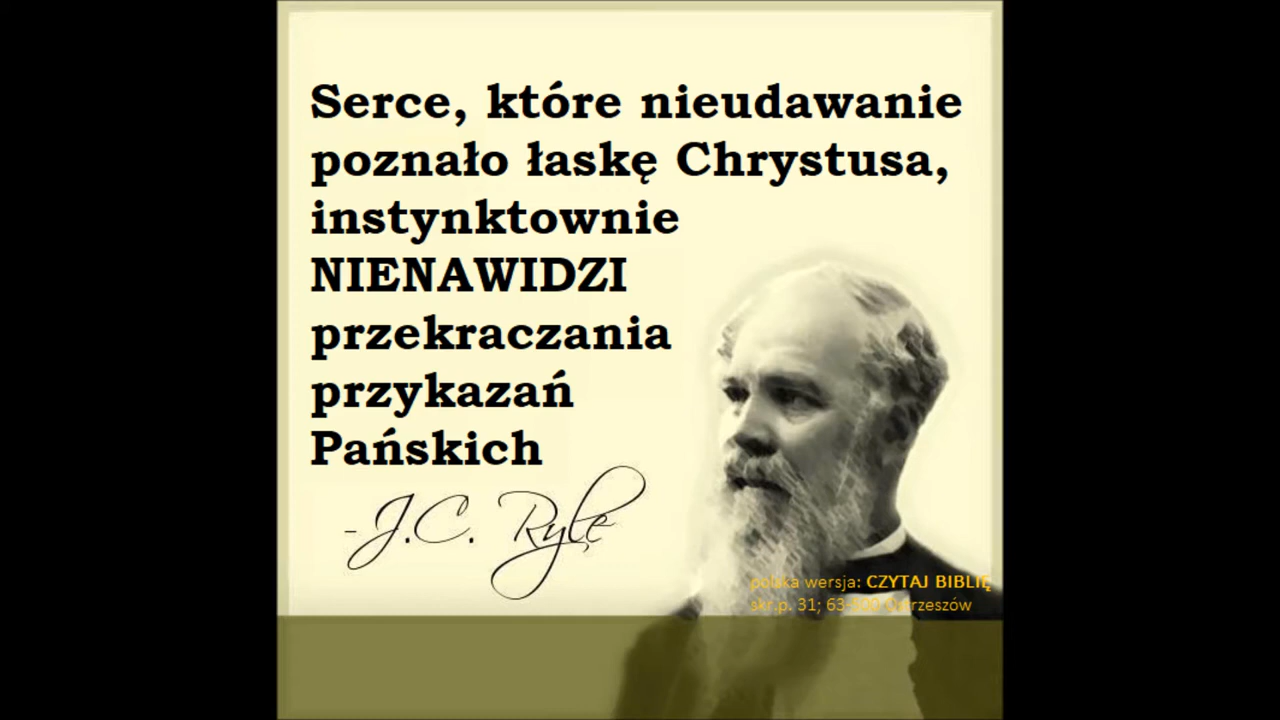 Serce, które nieudawanie
poznało łaskę Chrystusa,
instynktownie
NIENAWIDZI
przekraczania
przykazań
Pańskich
-J.C. Ryle
polska wersja: CZYTAJ BIBLIĘ
skr.p. 31; 63-500 Ostrzeszów